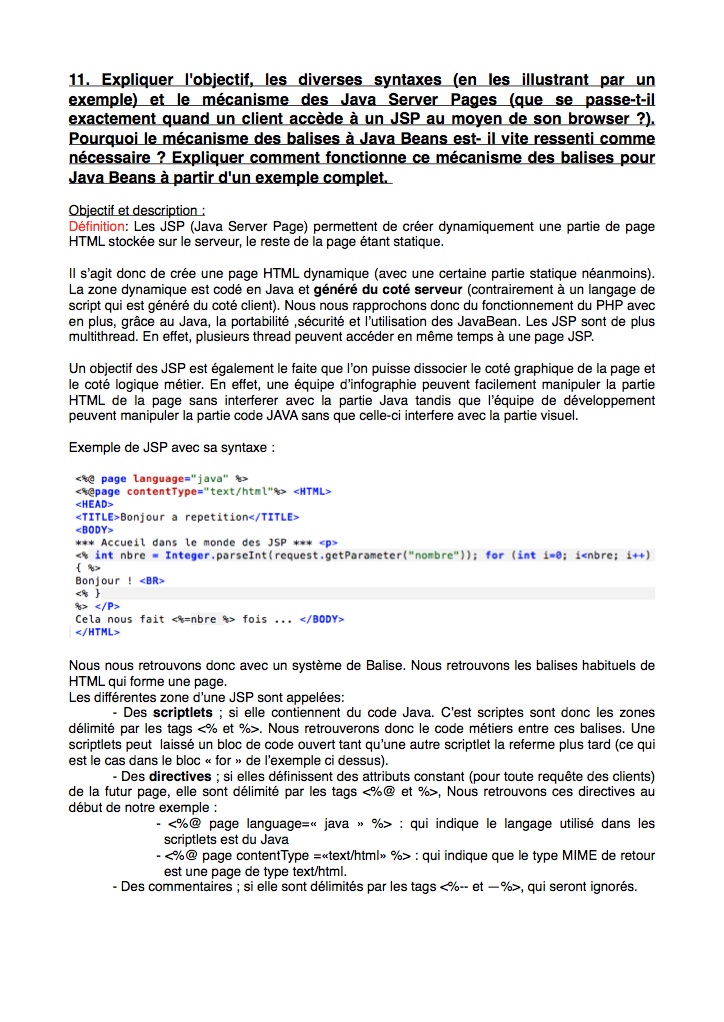 11. Expliquer l'objectif, les diverses syntaxes (en les illustrant par un
exemple) et le mécanisme des Java Server Pages (que se passe-t-il
exactement quand un client accède à un JSP au moyen de son browser ?).
Pourquoi le mécanisme des balises à Java Beans est- il vite ressenti comme
nécessaire ? Expliquer comment fonctionne ce mécanisme des balises pour
Java Beans à partir d'un exemple complet.
Objectif et description :
Définition: Les JSP (Java Server Page) permettent de créer dynamiquement une partie de page
HTML stockée sur le serveur, le reste de la page étant statique.
Il s'agit donc de crée une page HTML dynamique (avec une certaine partie statique néanmoins).
La zone dynamique est codé en Java et généré du coté serveur (contrairement à un langage de
script qui est généré du coté client). Nous nous rapprochons donc du fonctionnement du PHP avec
en plus, grâce au Java, la portabilité ,sécurité et l'utilisation des JavaBean. Les JSP sont de plus
multithread. En effet, plusieurs thread peuvent accéder en même temps à une page JSP.
Un objectif des JSP est également le faite que l'on puisse dissocier le coté graphique de la page et
le coté logique métier. En effet, une équipe d'infographie peuvent facilement manipuler la partie
HTML de la page sans interferer avec la partie Java tandis que l'équipe de développement
peuvent manipuler la partie code JAVA sans que celle-ci interfere avec la partie visuel.
Exemple de JSP avec sa syntaxe :
<%@ page language="java" %>
<%@page contentType="text/html"%> <HTML>
<HEAD>
<TITLE>Bonjour a repetition</TITLE>
<BODY>
*** Accueil dans le monde des JSP *** <p>
<% int nbre = Integer.parseInt(request.getParameter("nombre")); for (int i=0; i<nbre; i++)
{ %>
Bonjour ! <BR>
<% }
%> </P>
Cela nous fait <%=nbre %> fois ... </BODY>
</HTML>
Nous nous retrouvons donc avec un système de Balise. Nous retrouvons les balises habituels de
HTML qui forme une page.
Les différentes zone d'une JSP sont appelées:
- Des scriptlets ; si elle contiennent du code Java. C'est scriptes sont donc les zones
délimité par les tags <% et %>. Nous retrouverons donc le code métiers entre ces balises. Une
scriptlets peut laissé un bloc de code ouvert tant qu'une autre scriptlet la referme plus tard (ce qui
est le cas dans le bloc « for » de l'exemple ci dessus).
- Des directives ; si elles définissent des attributs constant (pour toute requête des clients)
de la futur page, elle sont délimité par les tags <%@ et %>, Nous retrouvons ces directives au
début de notre exemple :
- <%@ page language=« java » %> : qui indique le langage utilisé dans les
scriptlets est du Java
- <%@ page contentType =«text/html» %> : qui indique que le type MIME de retour
est une page de type text/html.
- Des commentaires ; si elle sont délimités par les tags <%-- et —%>, qui seront ignorés.